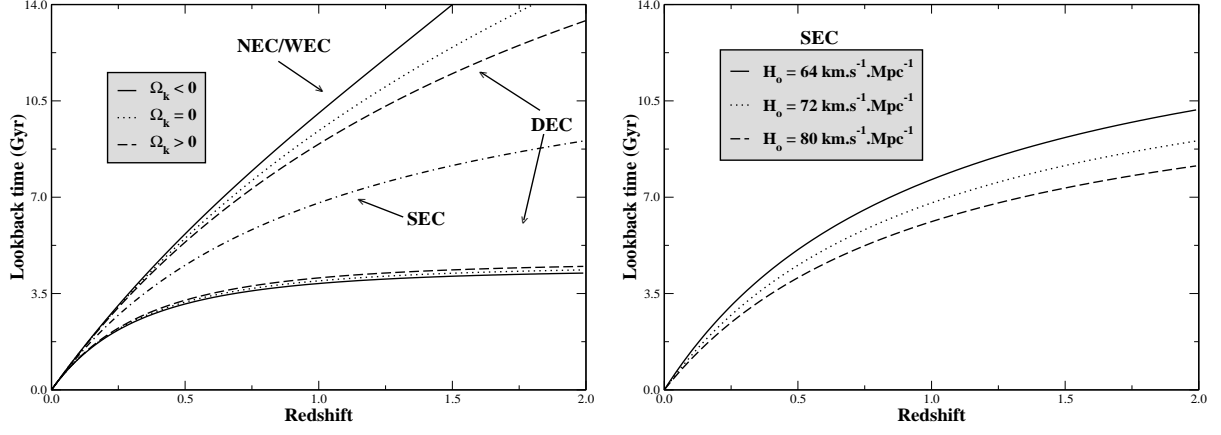 14.0
10.5
7.0
3.5
0.0
Lookback time (Gyr)
NEC/WEC
Ωk < 0
Ωk = 0
Ωk > 0
DEC
SEC
0.0 0.5 1.0 1.5 2.0
Redshift
14.0
10.5
7.0
3.5
0.0
Lookback time (Gyr)
SEC
Ho = 64 km.s-1.Mpc-1
Ho = 72 km.s-1.Mpc-1
Ho = 80 km.s-1.Mpc-1
0.0 0.5 1.0 1.5 2.0
Redshift